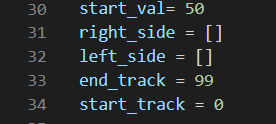 30 start_val= 50
31 right_side = []
32 left_side = []
33 end_track = 99
34 start_track = 0